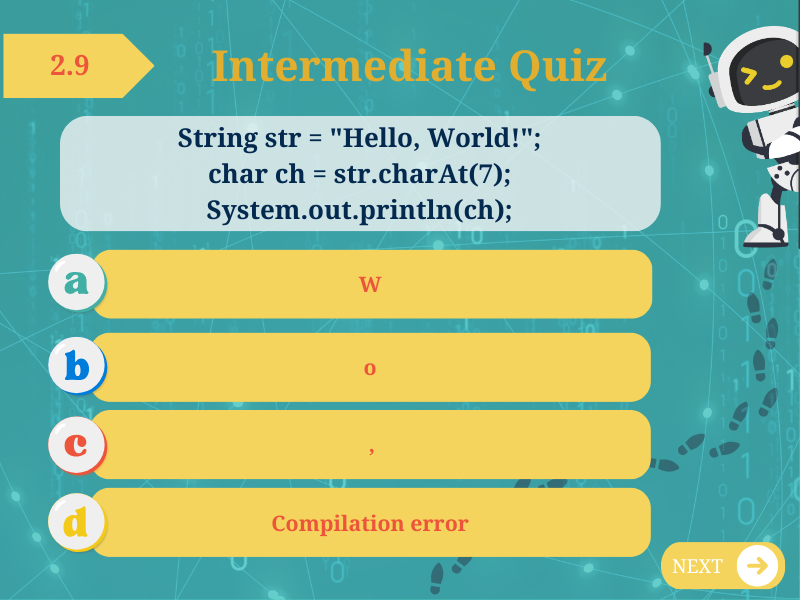 2.9
Intermediate Quiz
String str = "Hello, World!";
char ch = str.charAt(7);
System.out.println(ch);
a
W
b
o
c
,
d
Compilation error
NEXT